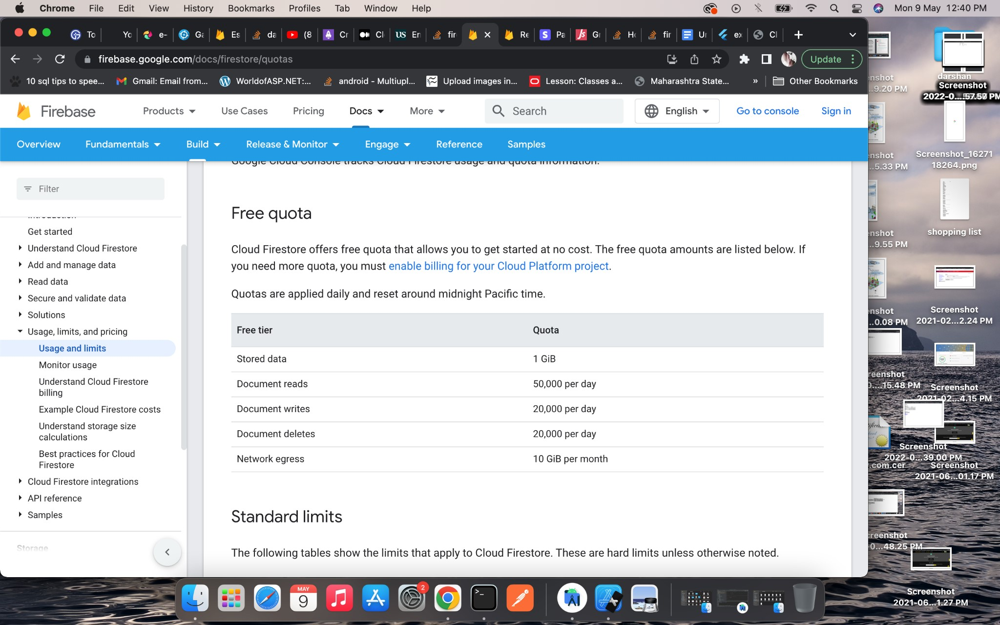 Chrome File Edit View History Bookmarks Profiles Tab Window Help Mon 9 May 12:40 PM
To Yo e- Ga Es da (8 Cr Cl US En fir Re Pa Gr Ho fir Ur ex Cl
firebase.google.com/docs/firestore/quotas Update
10 sql tips to spee... Gmail: Email from... WorldofASP.NET:... android - Multiupl... Upload images in... Lesson: Classes a... Maharashtra State... » Other Bookmarks
Firebase Products Use Cases Pricing Docs More Search English Go to console Sign in
Overview Fundamentals Build Release & Monitor Engage Reference Samples
Filter
Introduction
Get started
Understand Cloud Firestore
Add and manage data
Read data
Secure and validate data
Solutions
Usage, limits, and pricing
Usage and limits
Monitor usage
Understand Cloud Firestore
billing
Example Cloud Firestore costs
Understand storage size
calculations
Best practices for Cloud
Firestore
Cloud Firestore integrations
API reference
Samples
Storage
Google Cloud Console tracks Cloud Firestore usage and quota information.
Free quota
Cloud Firestore offers free quota that allows you to get started at no cost. The free quota amounts are listed below. If
you need more quota, you must enable billing for your Cloud Platform project.
Quotas are applied daily and reset around midnight Pacific time.
Free tier Quota
Stored data 1 GiB
Document reads 50,000 per day
Document writes 20,000 per day
Document deletes 20,000 per day
Network egress 10 GiB per month
Standard limits
The following tables show the limits that apply to Cloud Firestore. These are hard limits unless otherwise noted.
darshan
Screenshot
2022-0....57.50 PM
enshot
...9.20 PM
Screenshot_16271
18264.png
nshot
..5.33 PM
shopping list
nshot
..9.55 PM
Screenshot
2021-02...2.24 PM
enshot
..0.08 PM
Screenshot
2021-02...4.15 PM
reenshot
0....15.48 PM
Screenshot
2022-0...39.00 PM
.com.cer
Screenshot
2021-06...01.17 PM
creenshot
-0...48.25 PM
Screenshot
2021-06...1.27 PM
MAY
9
2